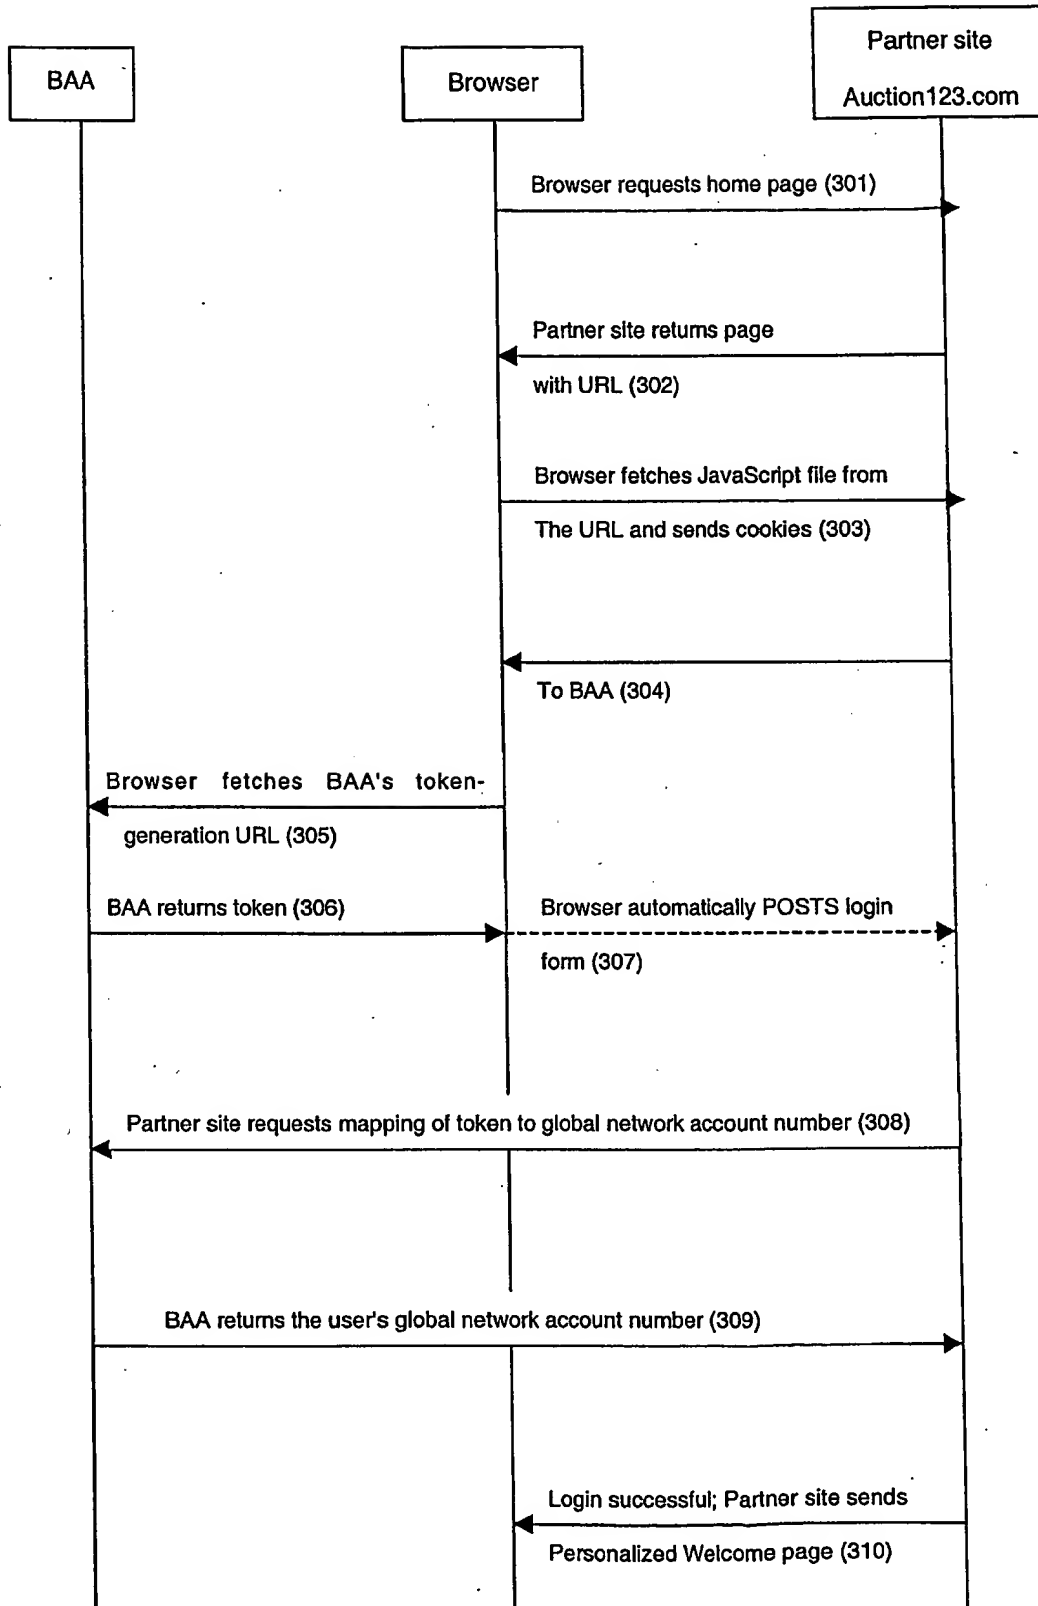 BAA
Browser
Partner site
Auction123.com
Browser requests home page (301)
Partner site returns page
with URL (302)
Browser fetches JavaScript file from
The URL and sends cookies (303)
To BAA (304)
Browser fetches BAA's token-
generation URL (305)
BAA returns token (306)
Browser automatically POSTS login
form (307)
Partner site requests mapping of token to global network account number (308)
BAA returns the user's global network account number (309)
Login successful; Partner site sends
Personalized Welcome page (310)